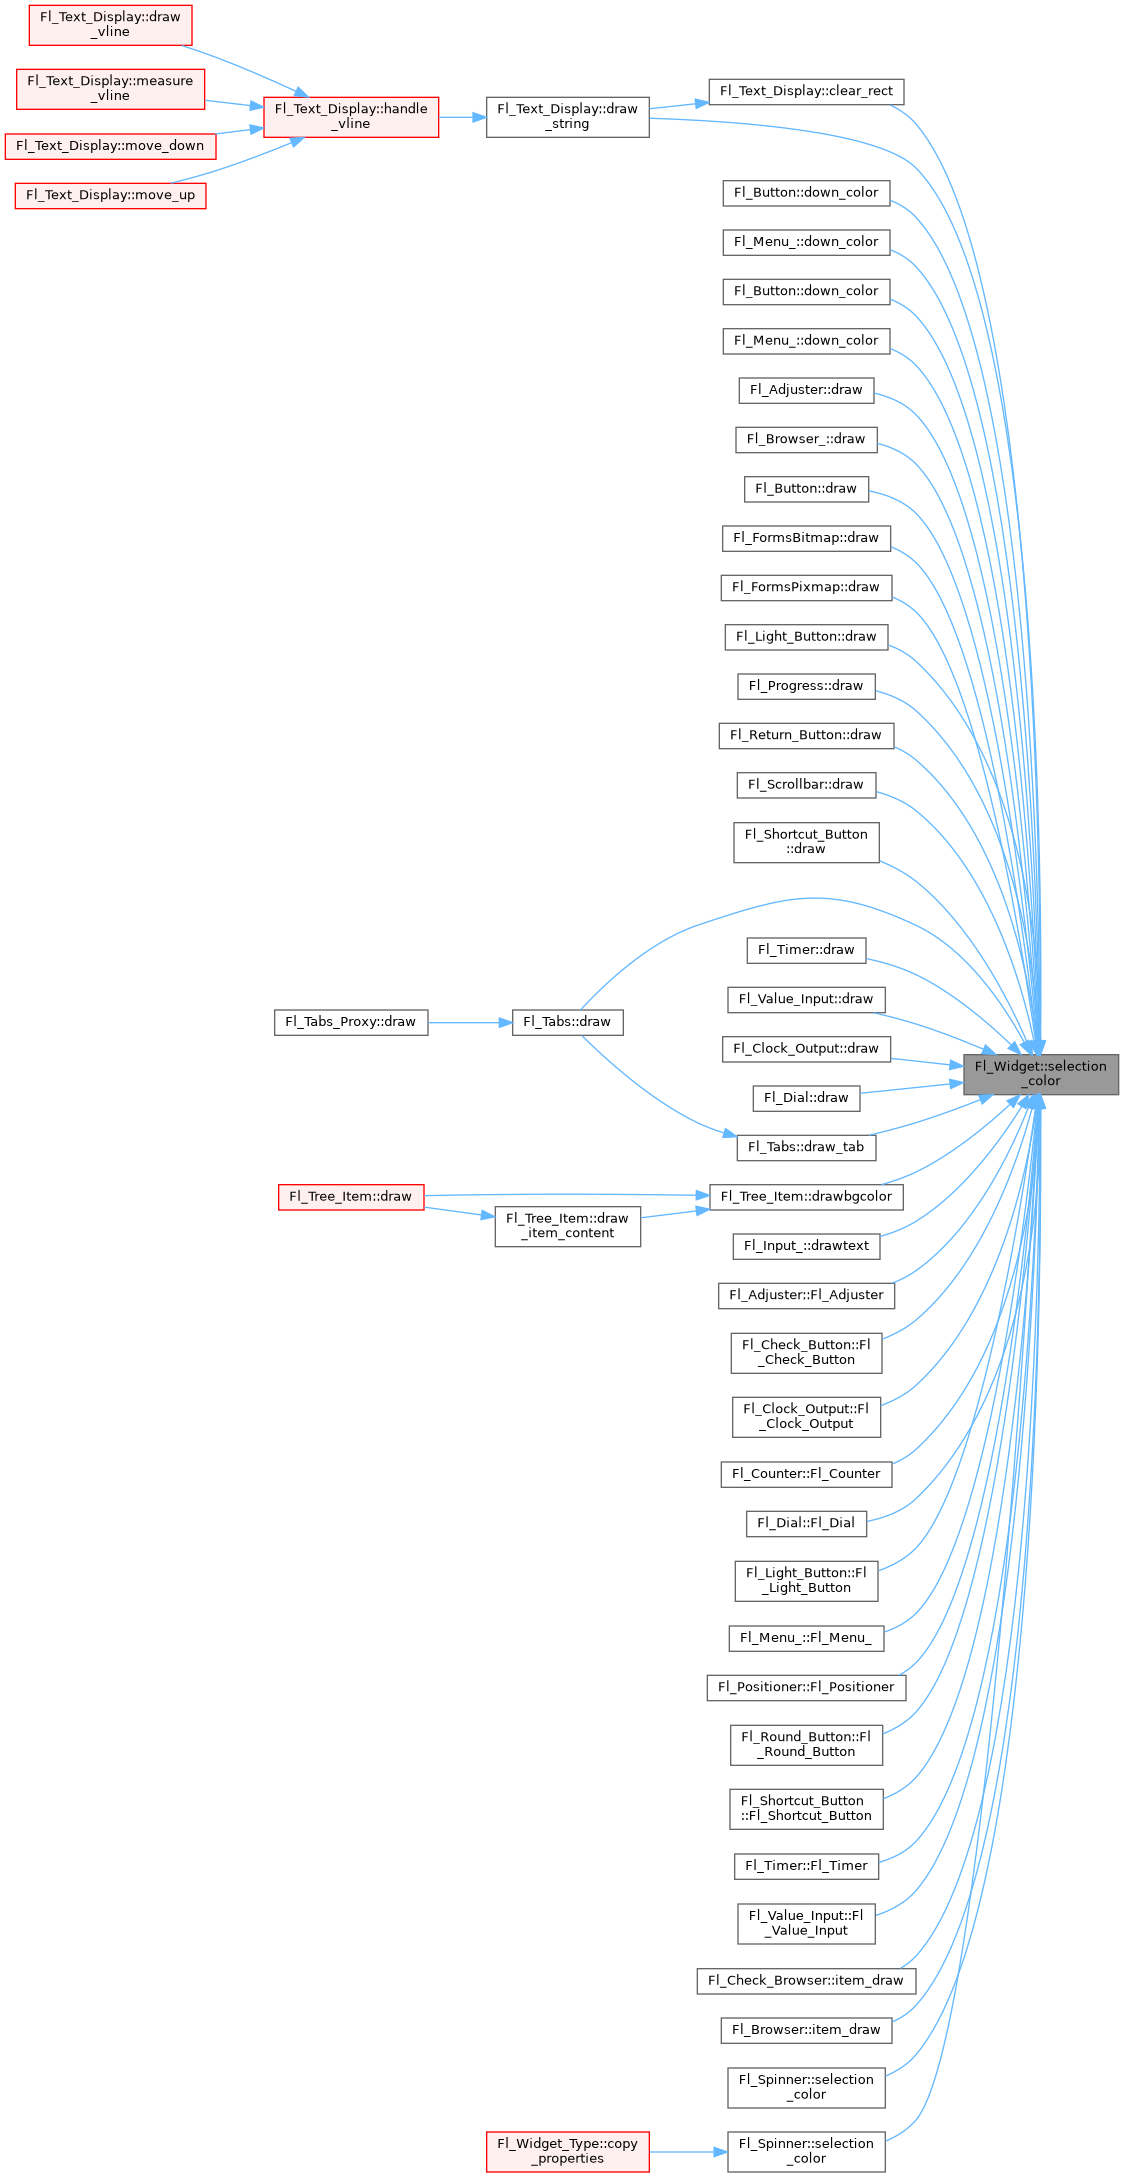 Fl_Text_Display::draw
_vline
Fl_Text_Display::measure
_vline
Fl_Text_Display::move_down
Fl_Text_Display::move_up
Fl_Text_Display::handle
_vline
Fl_Text_Display::draw
_string
Fl_Text_Display::clear_rect
Fl_Button::down_color
Fl_Menu_::down_color
Fl_Button::down_color
Fl_Menu_::down_color
Fl_Adjuster::draw
Fl_Browser_::draw
Fl_Button::draw
Fl_FormsBitmap::draw
Fl_FormsPixmap::draw
Fl_Light_Button::draw
Fl_Progress::draw
Fl_Return_Button::draw
Fl_Scrollbar::draw
Fl_Shortcut_Button
::draw
Fl_Timer::draw
Fl_Value_Input::draw
Fl_Tabs_Proxy::draw
Fl_Tabs::draw
Fl_Clock_Output::draw
Fl_Widget::selection
_color
Fl_Dial::draw
Fl_Tabs::draw_tab
Fl_Tree_Item::draw
Fl_Tree_Item::draw
_item_content
Fl_Tree_Item::drawbgcolor
Fl_Input_::drawtext
Fl_Adjuster::Fl_Adjuster
Fl_Check_Button::Fl
_Check_Button
Fl_Clock_Output::Fl
_Clock_Output
Fl_Counter::Fl_Counter
Fl_Dial::Fl_Dial
Fl_Light_Button::Fl
_Light_Button
Fl_Menu_::Fl_Menu_
Fl_Positioner::Fl_Positioner
Fl_Round_Button::Fl
_Round_Button
Fl_Shortcut_Button
::Fl_Shortcut_Button
Fl_Timer::Fl_Timer
Fl_Value_Input::Fl
_Value_Input
Fl_Check_Browser::item_draw
Fl_Browser::item_draw
Fl_Spinner::selection
_color
Fl_Widget_Type::copy
_properties
Fl_Spinner::selection
_color